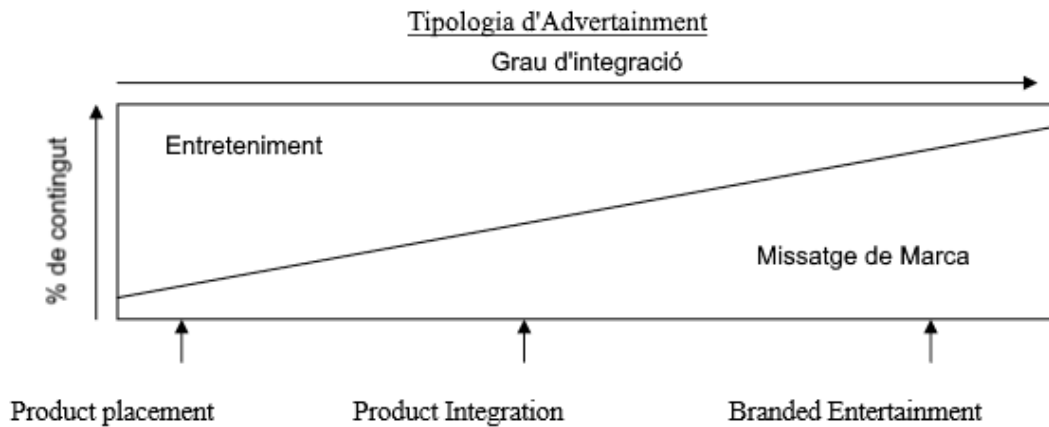 Tipologia d'Advertainment
Grau d'integració
% de contingut
Entreteniment
Missatge de Marca
Product placement
Product Integration
Branded Entertainment